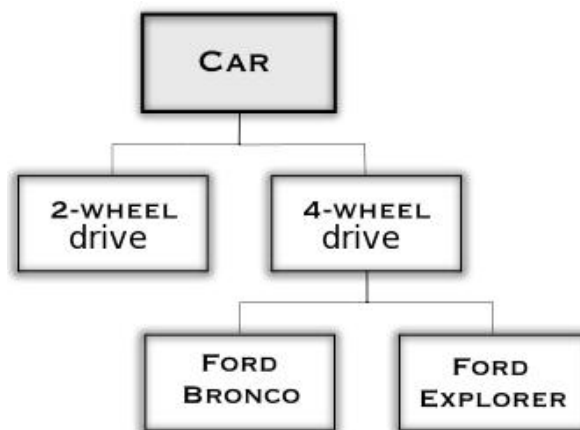 CAR
2-WHEEL
drive
4-WHEEL
drive
FORD
BRONCO
FORD
EXPLORER